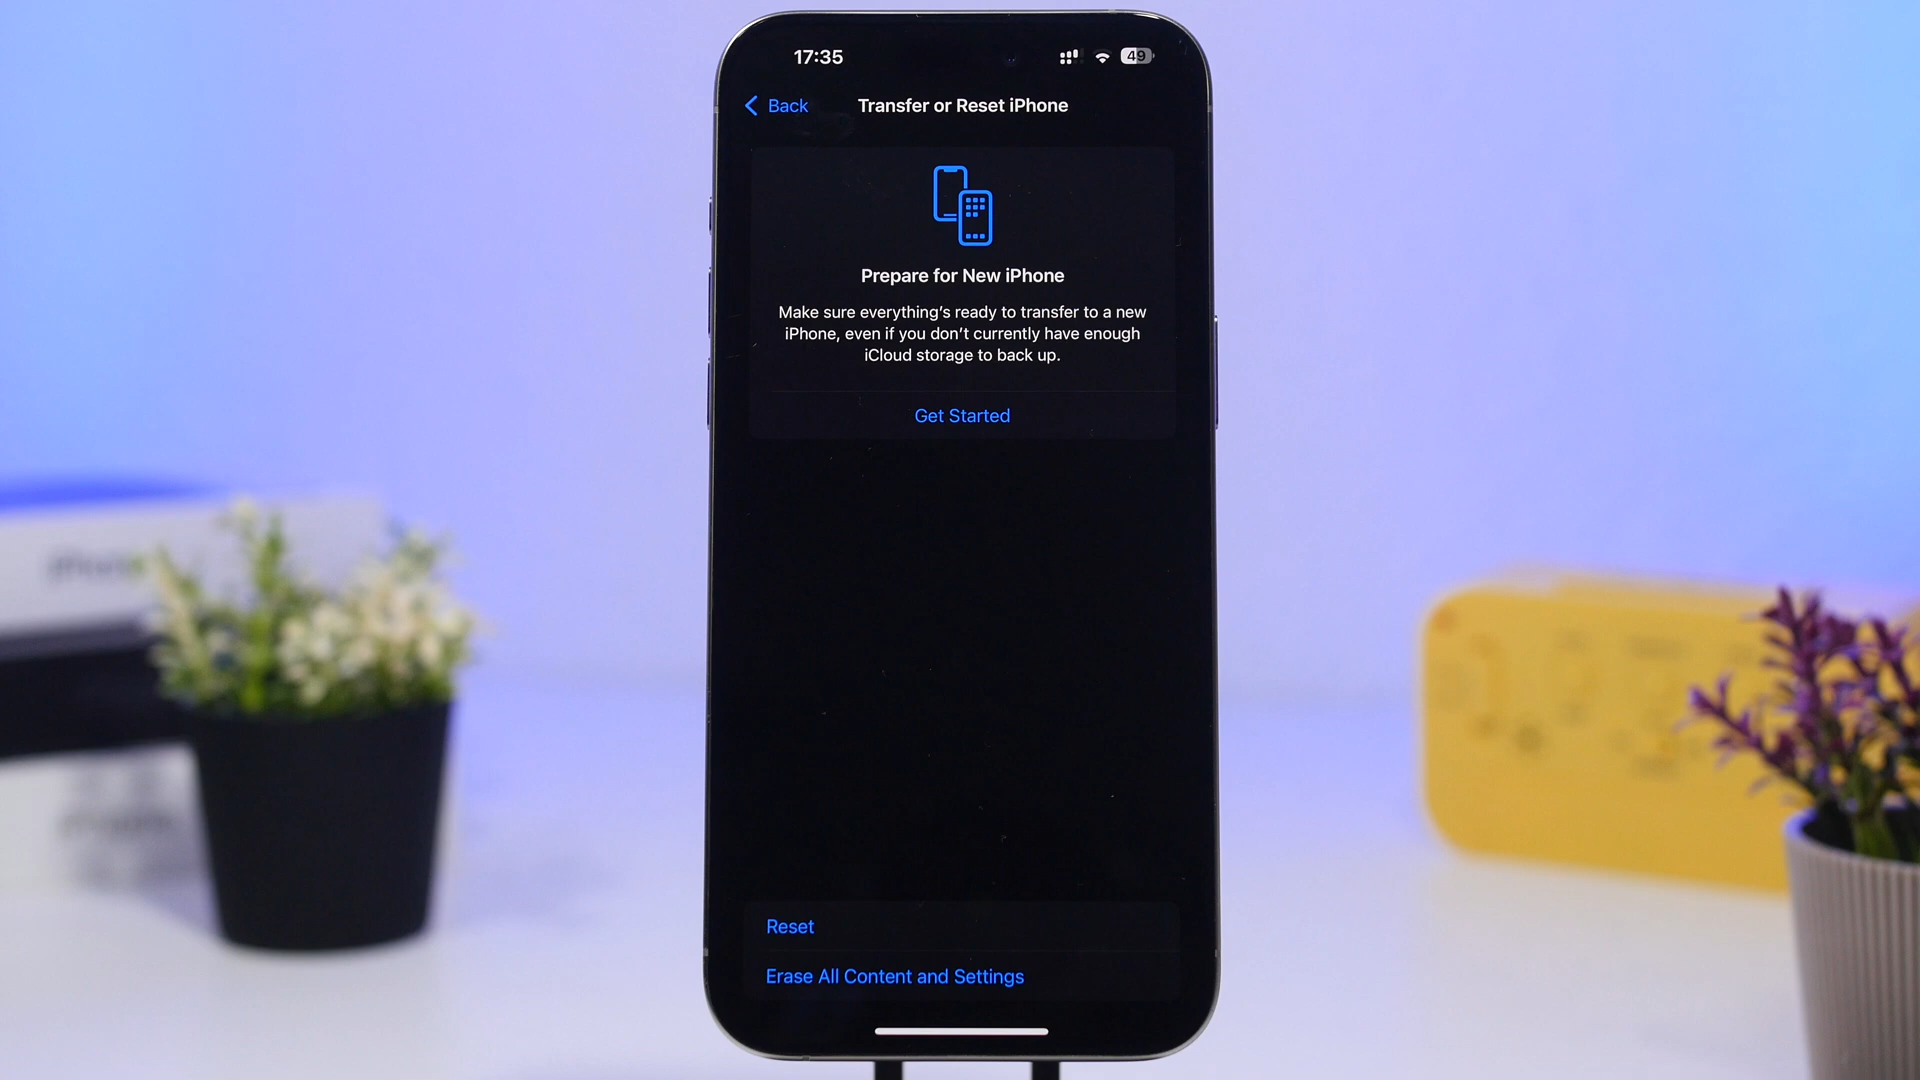 17:35
49
Back
Transfer or Reset iPhone
Prepare for New iPhone
Make sure everything's ready to transfer to a new
iPhone, even if you don't currently have enough
iCloud storage to back up.
Get Started
Reset
Erase All Content and Settings